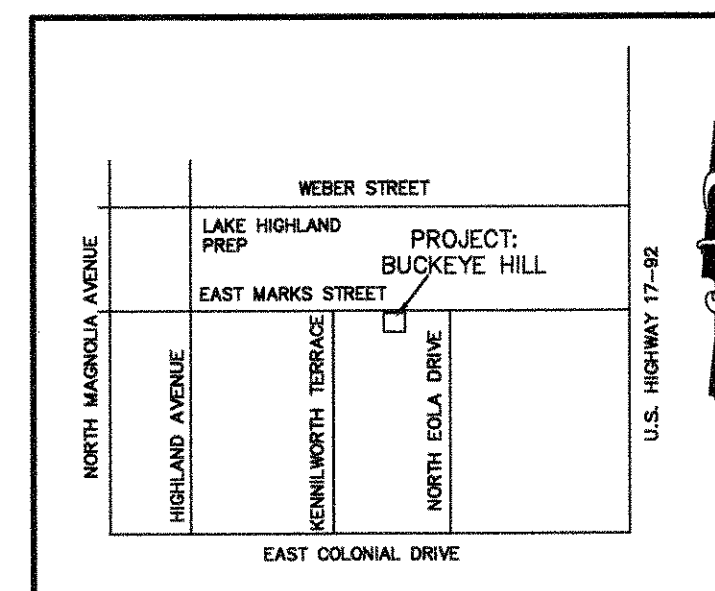 WEBER STREET
LAKE HIGHLAND
PREP
PROJECT:
BUCKEYE HILL
EAST MARKS STREET
NORTH MAGNOLIA AVENUE
HIGHLAND AVENUE
KENNILWORTH TERRACE
NORTH EOLA DRIVE
U.S. HIGHWAY 17-92
EAST COLONIAL DRIVE